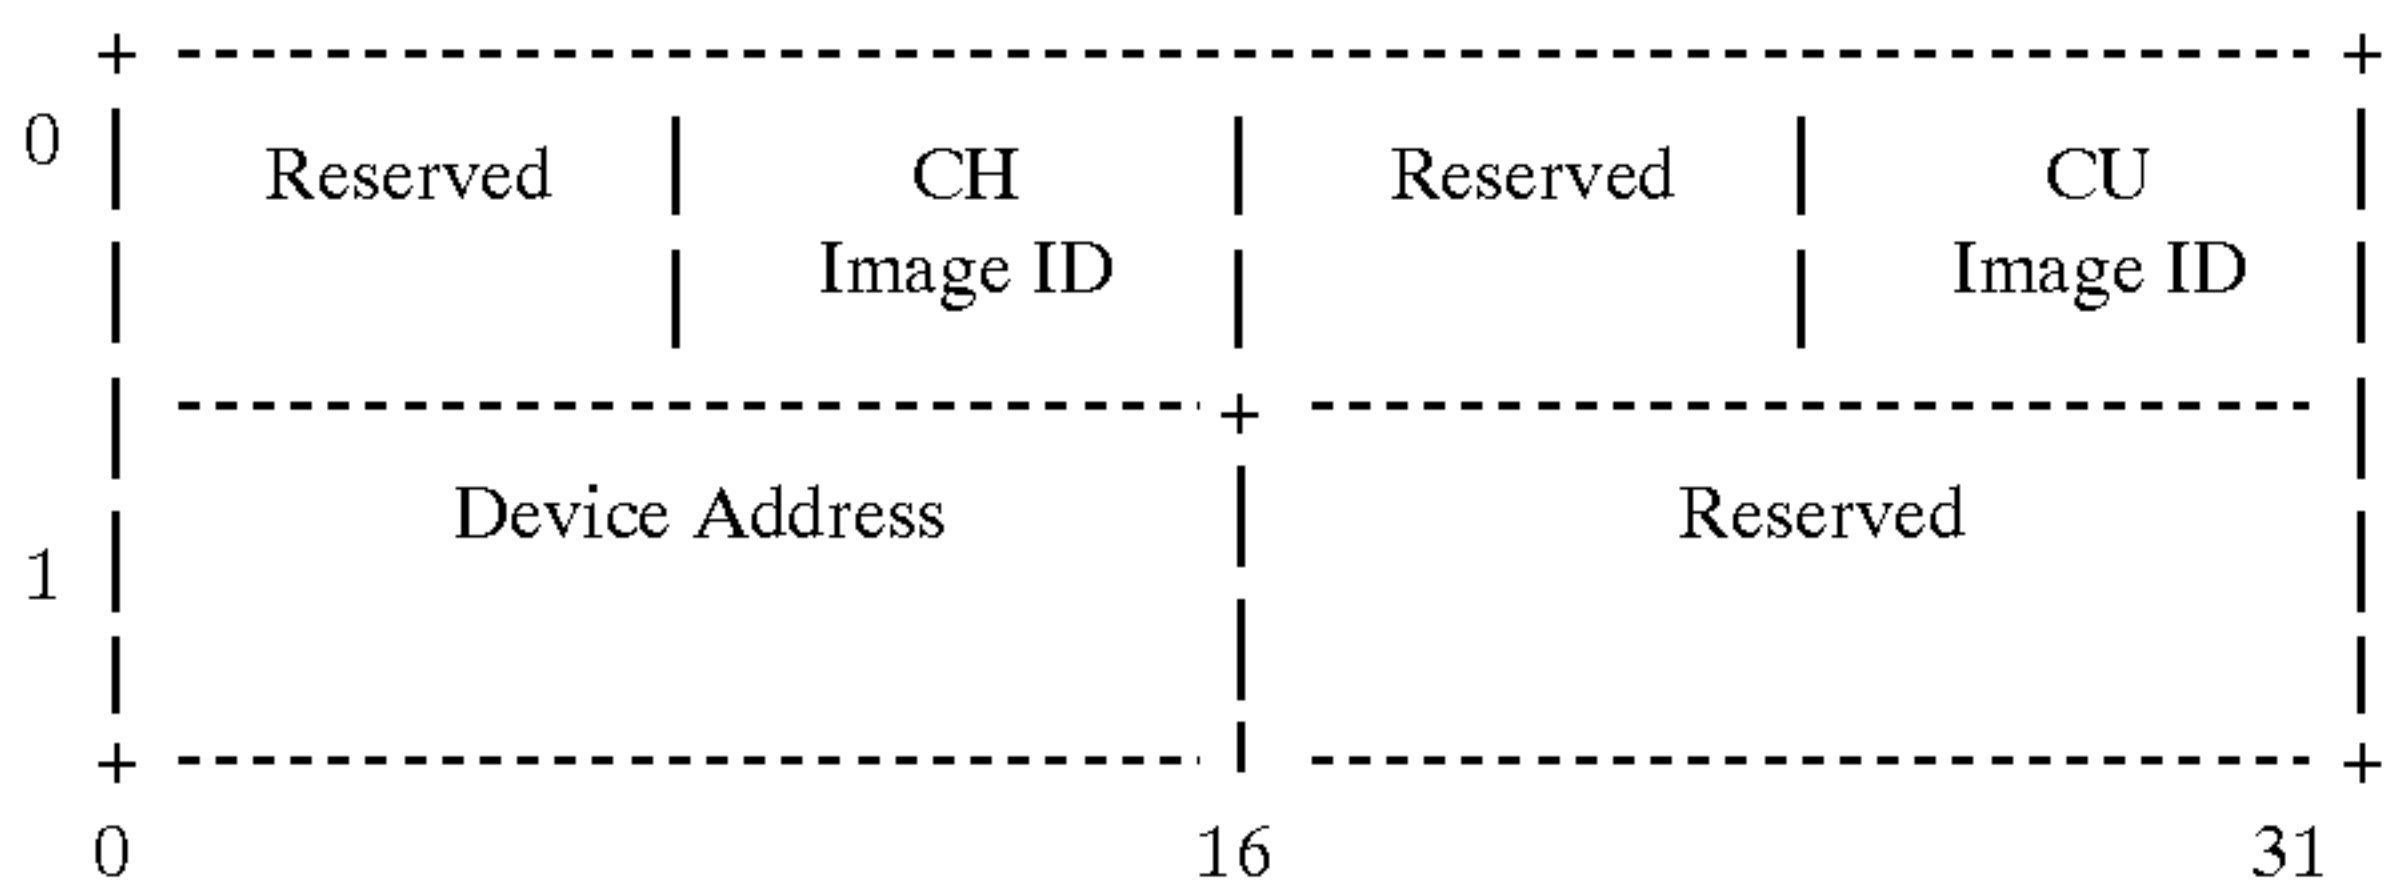 0 Reserved | CH | Reserved | CU
Image ID | Image ID
Device Address | Reserved
1
0 16 31